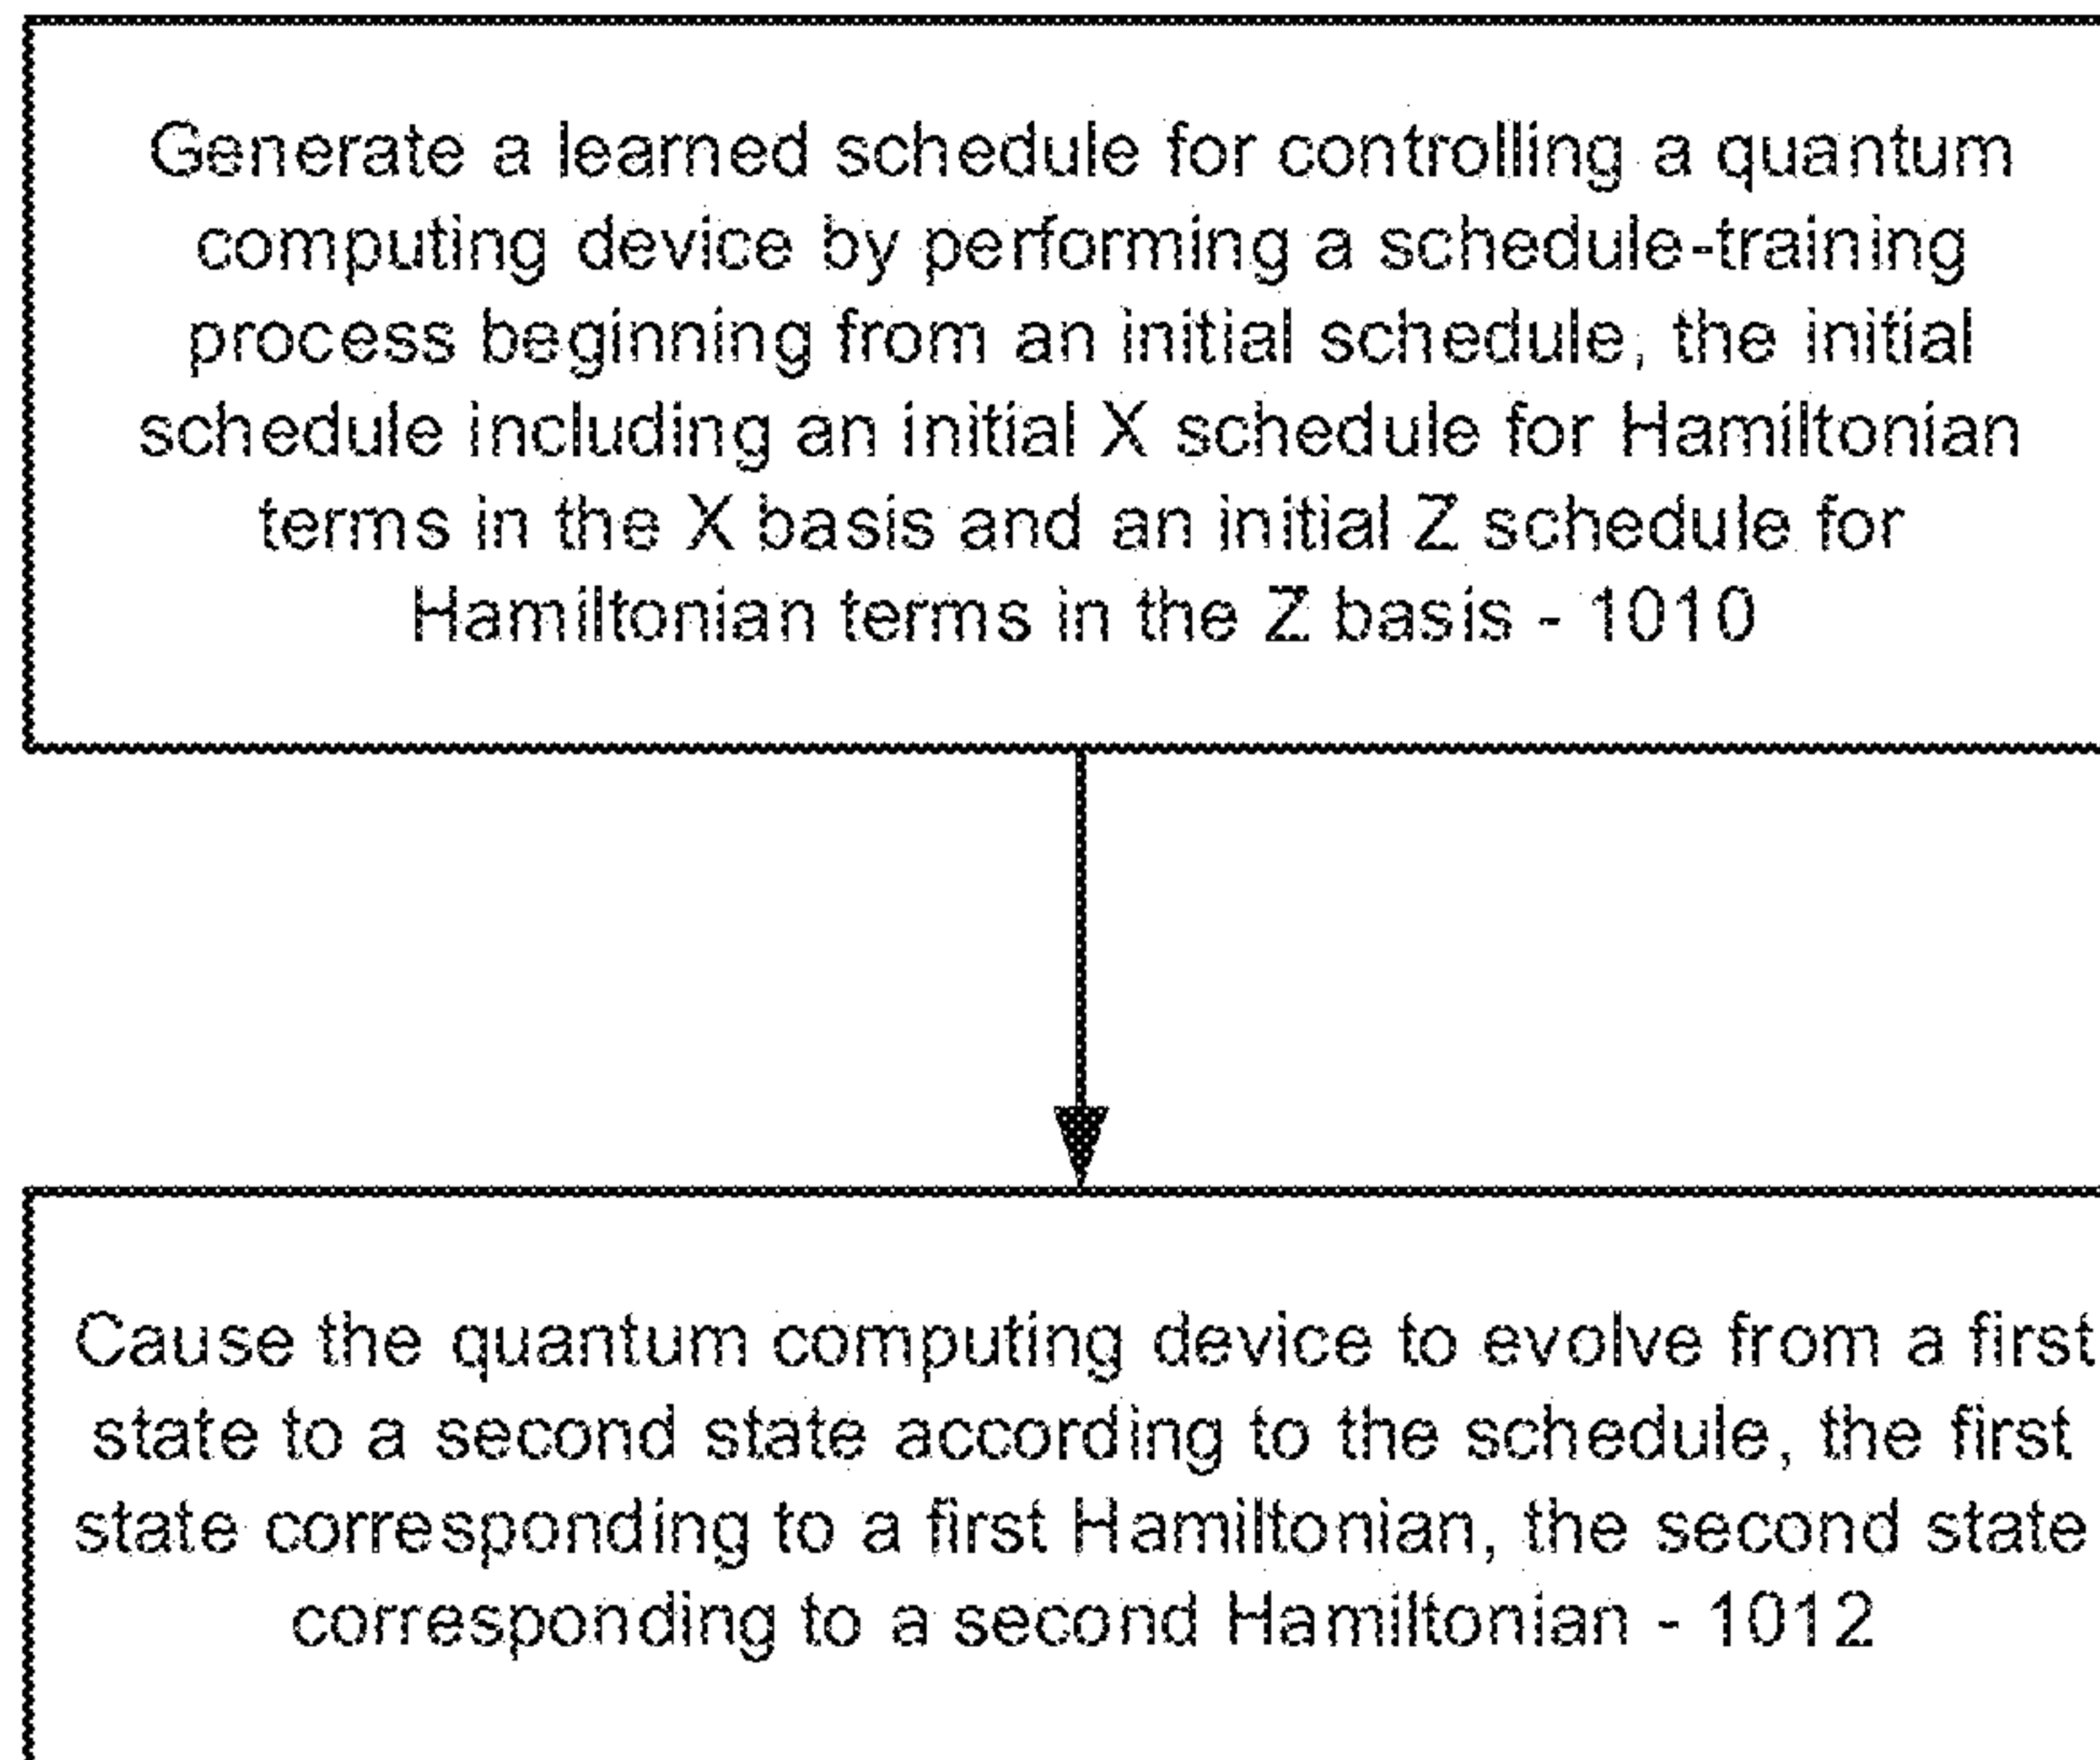 Generate a learned schedule for controlling a quantum
computing device by performing a schedule-training
process beginning from an initial schedule, the initial
schedule including an initial X schedule for Hamiltonian
terms in the X basis and an initial Z schedule for
Hamiltonian terms in the Z basis - 1010
Cause the quantum computing device to evolve from a first
state to a second state according to the schedule, the first
state corresponding to a first Hamiltonian, the second state
corresponding to a second Hamiltonian - 1012